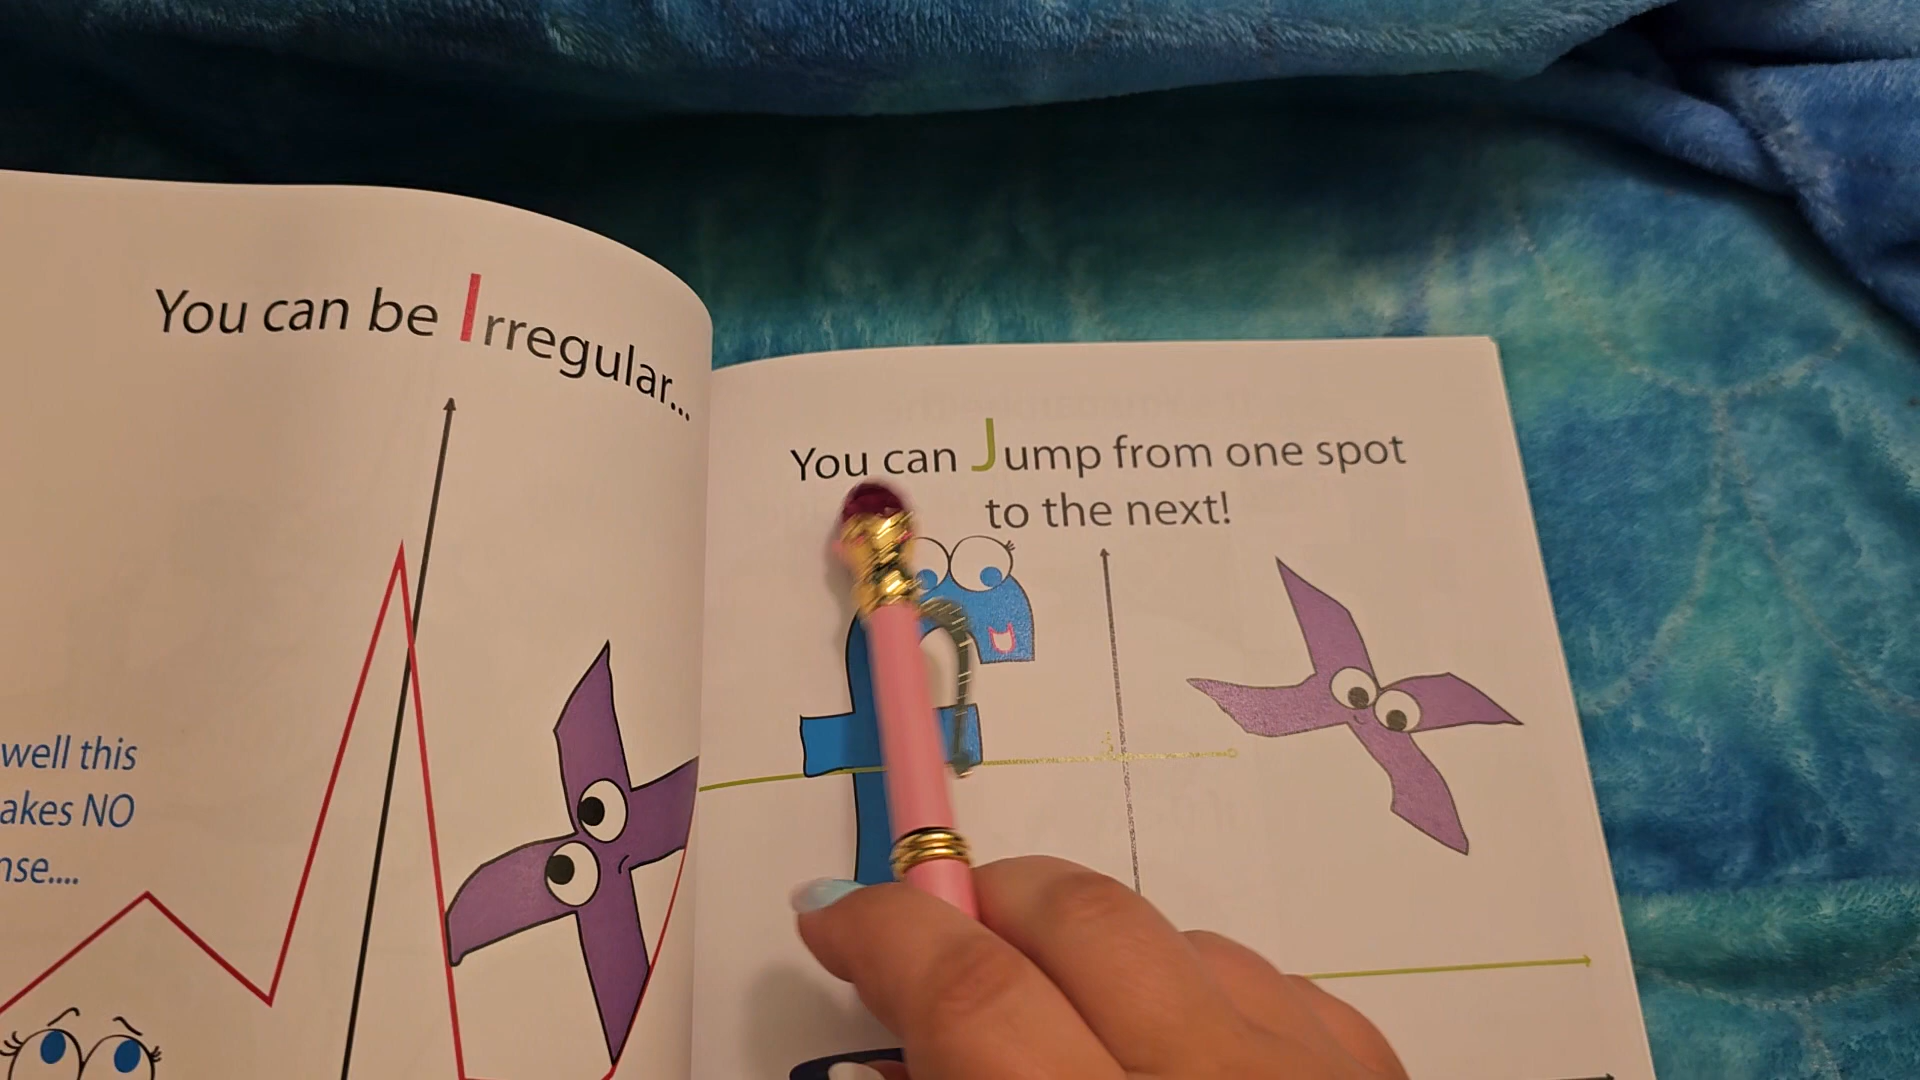 You can be Irregular...
well this
akes NO
nse....
You can Jump from one spot
to the next!